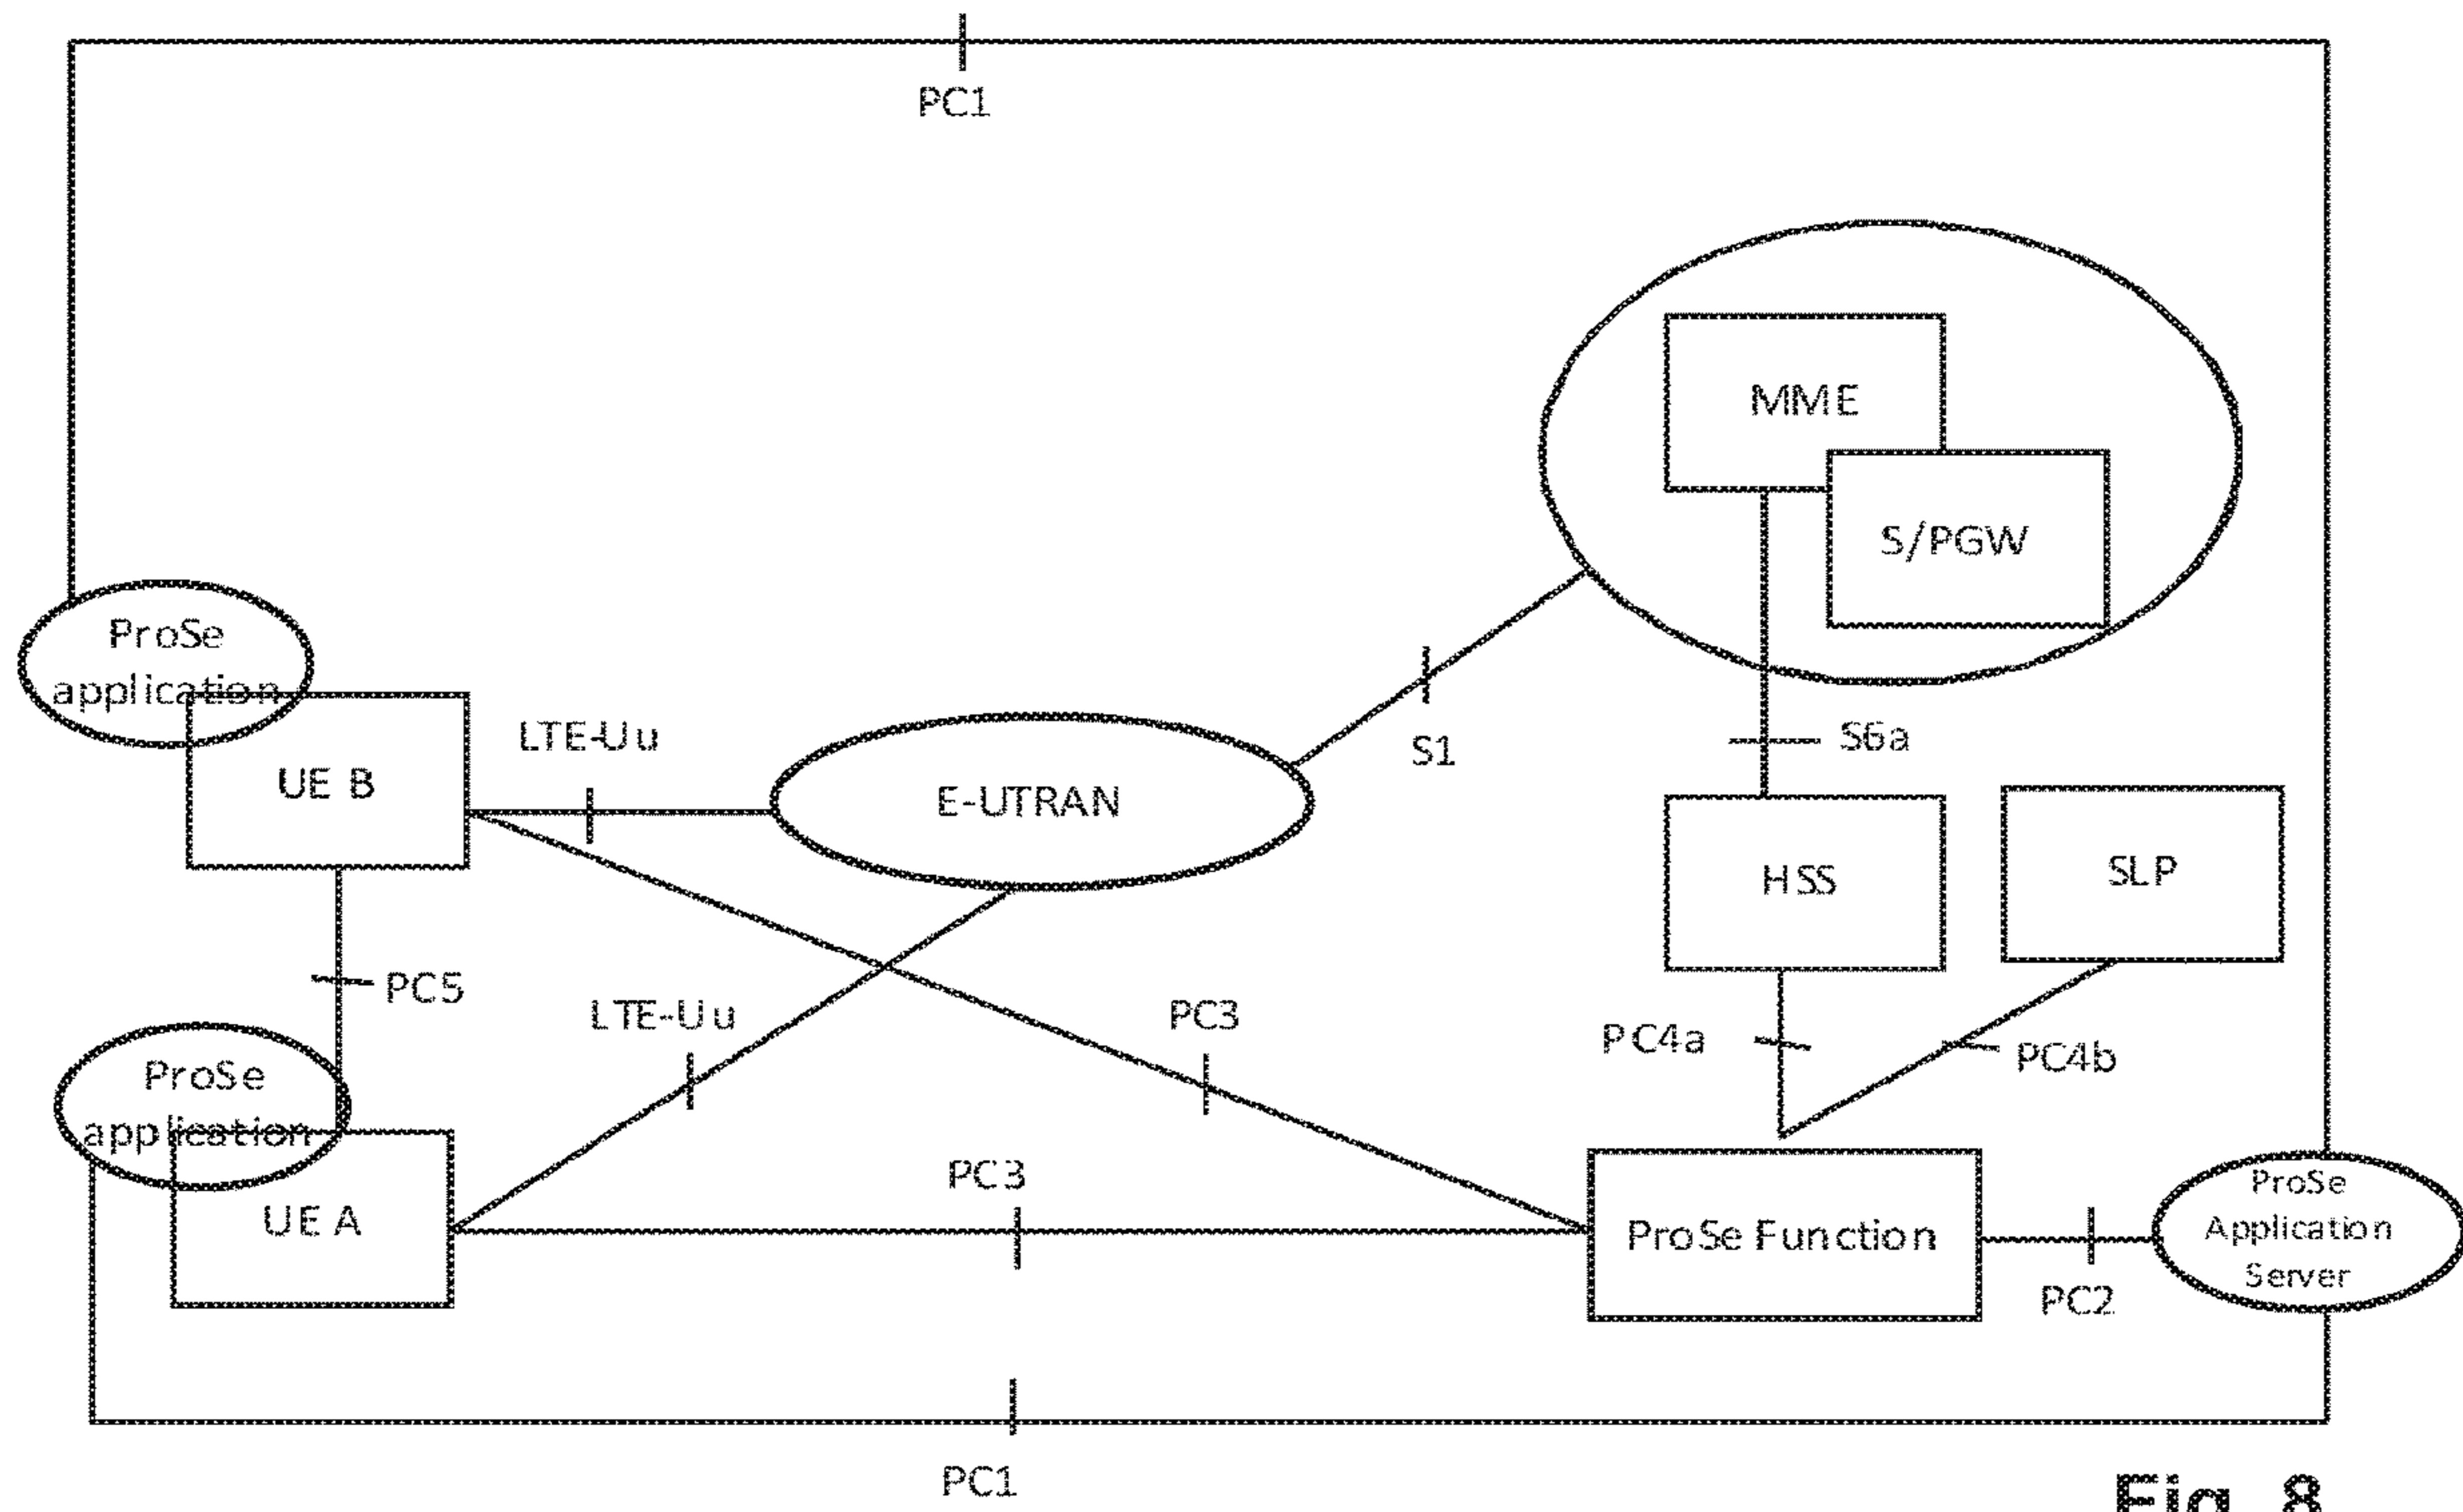 PC1
MME
S/PGW
ProSe
application
LTE-Uu
S1
S6a
UE B
E-UTRAN
HSS
SLP
PC5
LTE-Uu
PC3
PC4a
PC4b
ProSe
application
PC3
UE A
ProSe Function
ProSe
Application
Server
PC2
PC1
Fig. 8